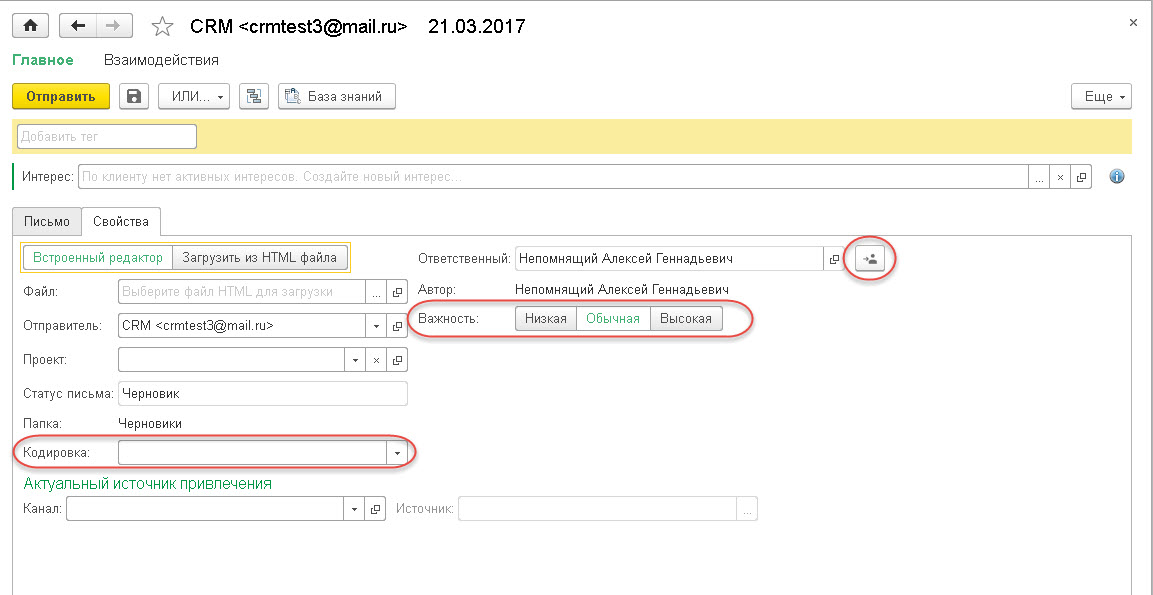 CRM <crmtest3@mail.ru> 21.03.2017
Главное Взаимодействия
Отправить ИЛИ... База знаний Еще
Добавить тег
Интерес: По клиенту нет активных интересов. Создайте новый интерес...
Письмо Свойства
Встроенный редактор Загрузить из HTML файла Ответственный: Непомнящий Алексей Геннадьевич
Файл: Выберите файл HTML для загрузки Автор: Непомнящий Алексей Геннадьевич
Отправитель: CRM <crmtest3@mail.ru> Важность: Низкая Обычная Высокая
Проект:
Статус письма: Черновик
Папка: Черновики
Кодировка:
Актуальный источник привлечения
Канал: Источник: